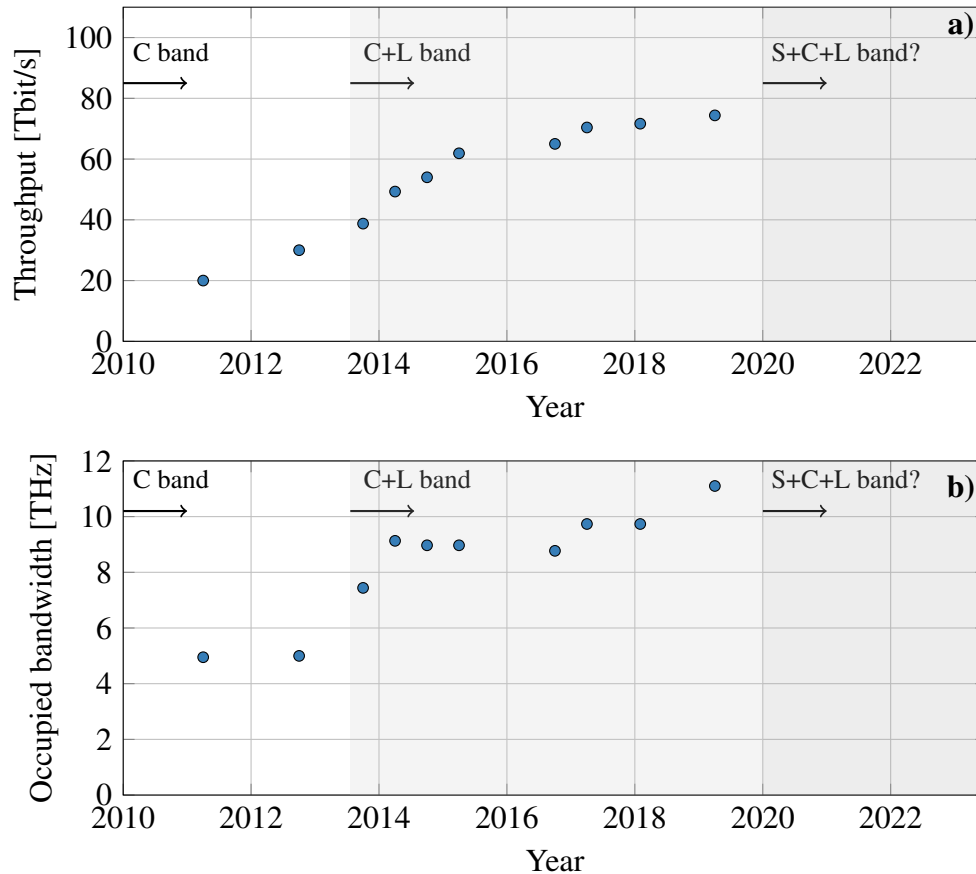 a)
C band
C+L band
S+C+L band?
Throughput [Tbit/s]
100
80
60
40
20
0
2010 2012 2014 2016 2018 2020 2022
Year
b)
C band
C+L band
S+C+L band?
Occupied bandwidth [THz]
12
10
8
6
4
2
0
2010 2012 2014 2016 2018 2020 2022
Year